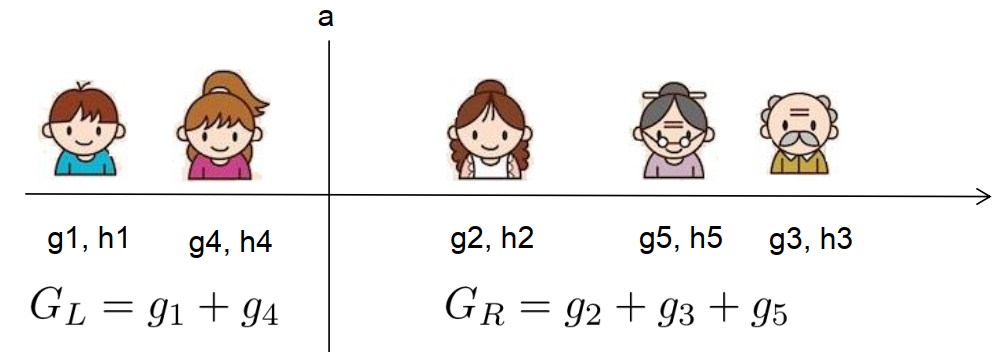 a
g1, h1 g4, h4 g2, h2 g5, h5 g3, h3
G_L = g_1 + g_4 G_R = g_2 + g_3 + g_5